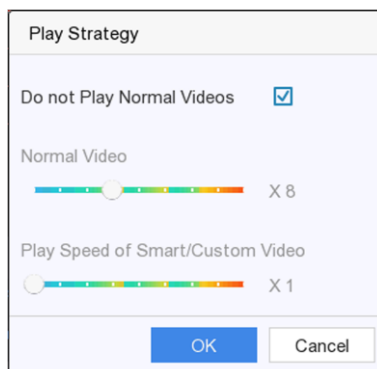 Play Strategy
Do not Play Normal Videos
Normal Video
X 8
Play Speed of Smart/Custom Video
X 1
OK Cancel